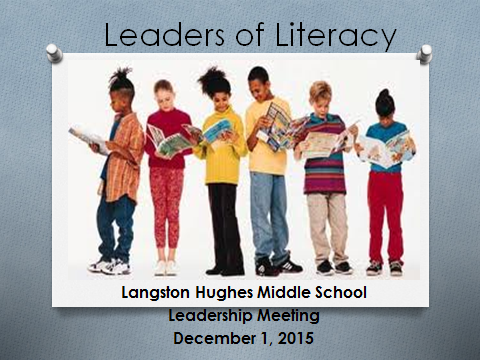 Leaders of Literacy
Langston Hughes Middle School
Leadership Meeting
December 1, 2015